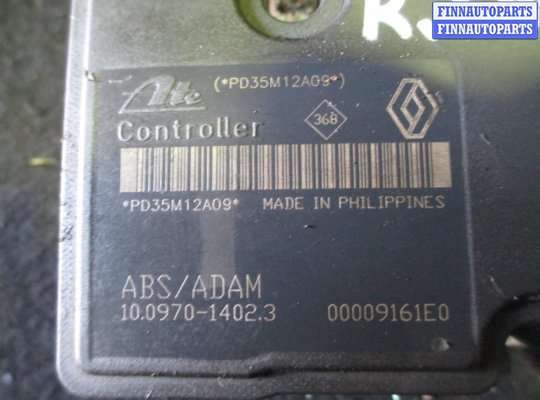 FINNAUTOPARTS
FINNAUTOPARTS
Ate (*PD35M12A09*)
Controller 368
*PD35M12A09* MADE IN PHILIPPINES
ABS/ADAM
10.0970-1402.3 00009161E0